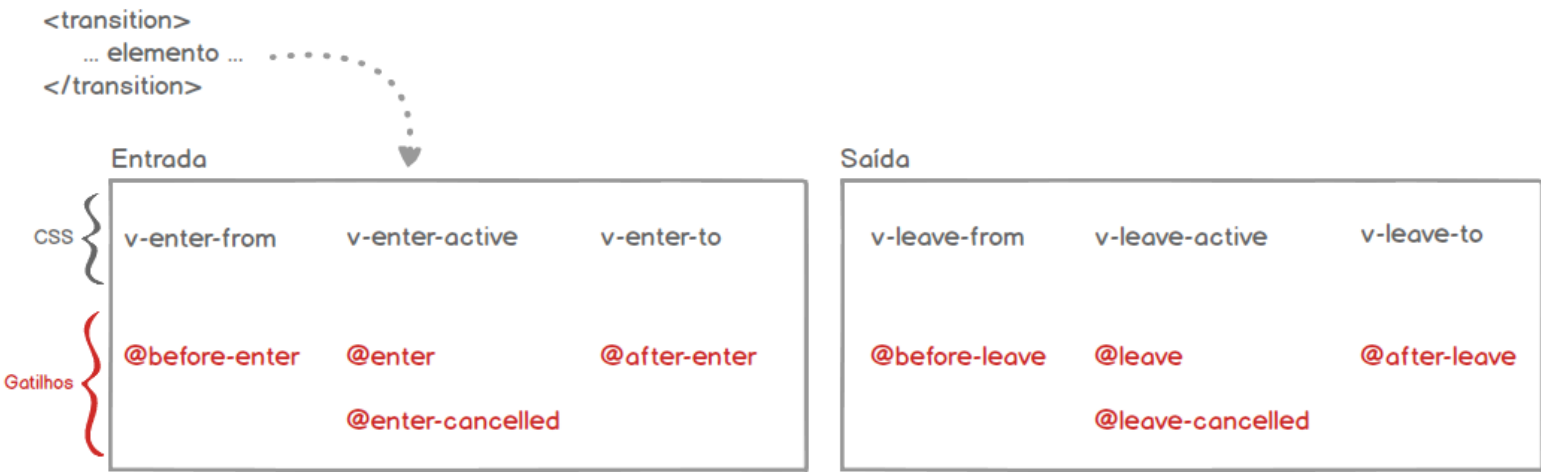 <transition>
... elemento ...
</transition>
Entrada
Saída
CSS
v-enter-from v-enter-active v-enter-to
v-leave-from v-leave-active v-leave-to
Gatilhos
@before-enter @enter @after-enter
@enter-cancelled
@before-leave @leave @after-leave
@leave-cancelled